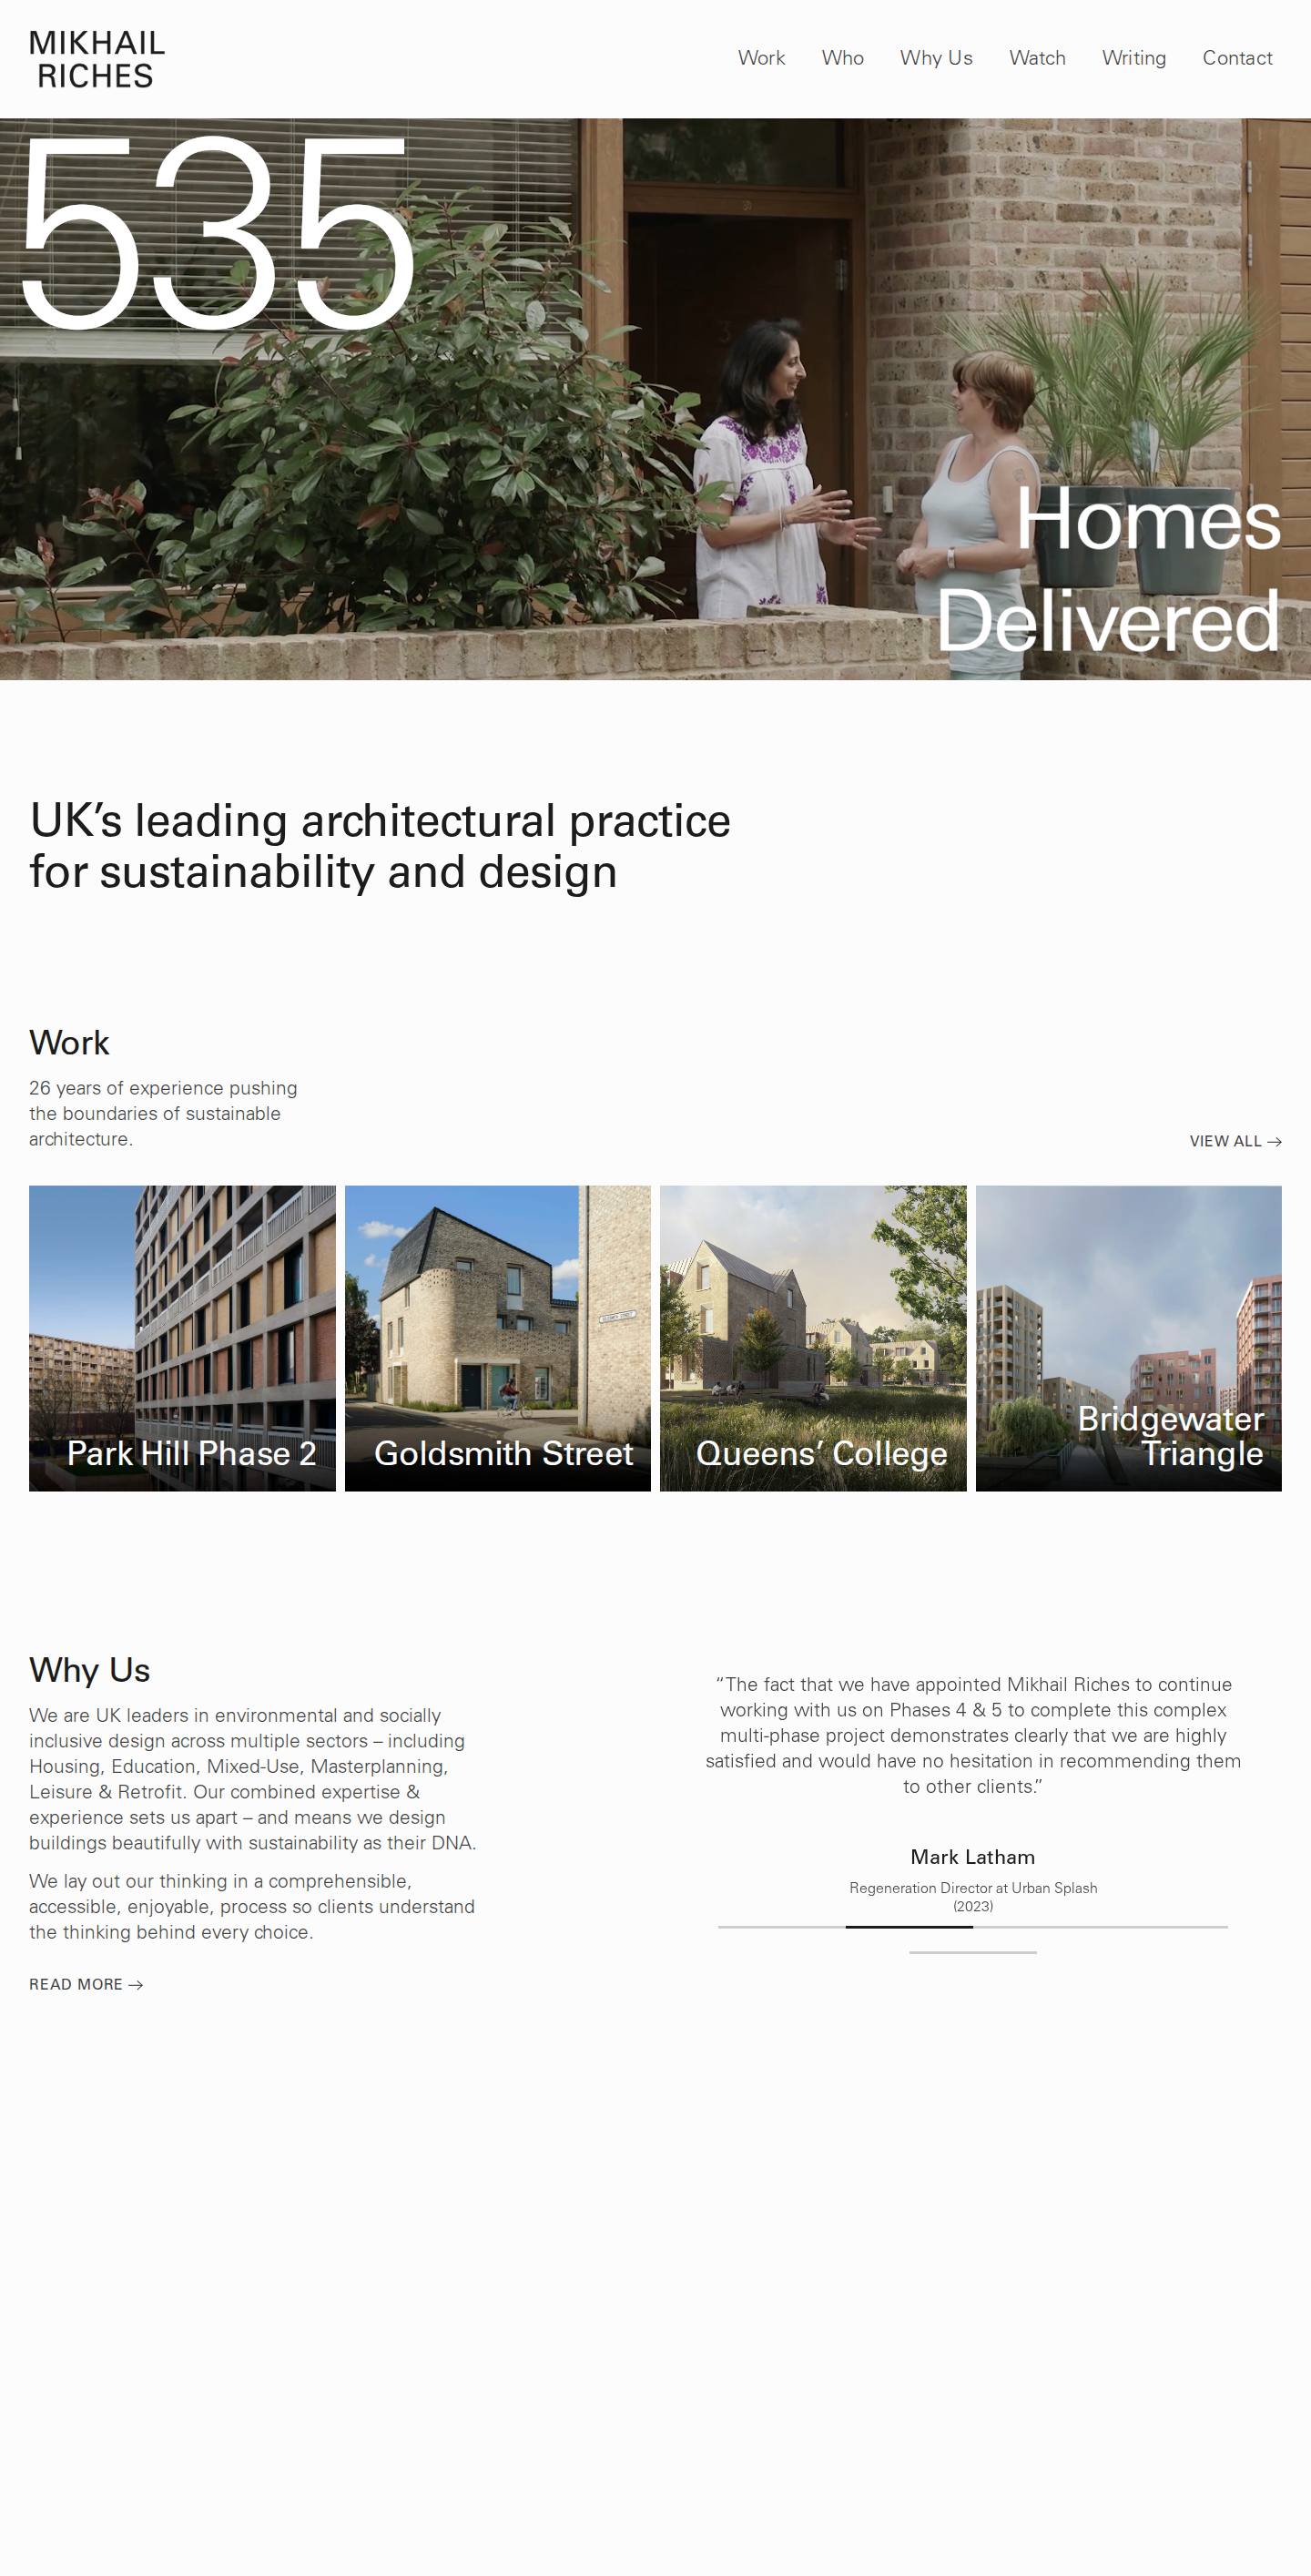 MIKHAIL
RICHES
Work Who Why Us Watch Writing Contact
535
Homes
Delivered
UK’s leading architectural practice
for sustainability and design
Work
26 years of experience pushing
the boundaries of sustainable
architecture.
VIEW ALL →
Park Hill Phase 2
Goldsmith Street
Queens’ College
Bridgewater
Triangle
Why Us
We are UK leaders in environmental and socially
inclusive design across multiple sectors – including
Housing, Education, Mixed-Use, Masterplanning,
Leisure & Retrofit. Our combined expertise &
experience sets us apart – and means we design
buildings beautifully with sustainability as their DNA.
We lay out our thinking in a comprehensible,
accessible, enjoyable, process so clients understand
the thinking behind every choice.
READ MORE →
“The fact that we have appointed Mikhail Riches to continue
working with us on Phases 4 & 5 to complete this complex
multi-phase project demonstrates clearly that we are highly
satisfied and would have no hesitation in recommending them
to other clients.”
Mark Latham
Regeneration Director at Urban Splash
(2023)